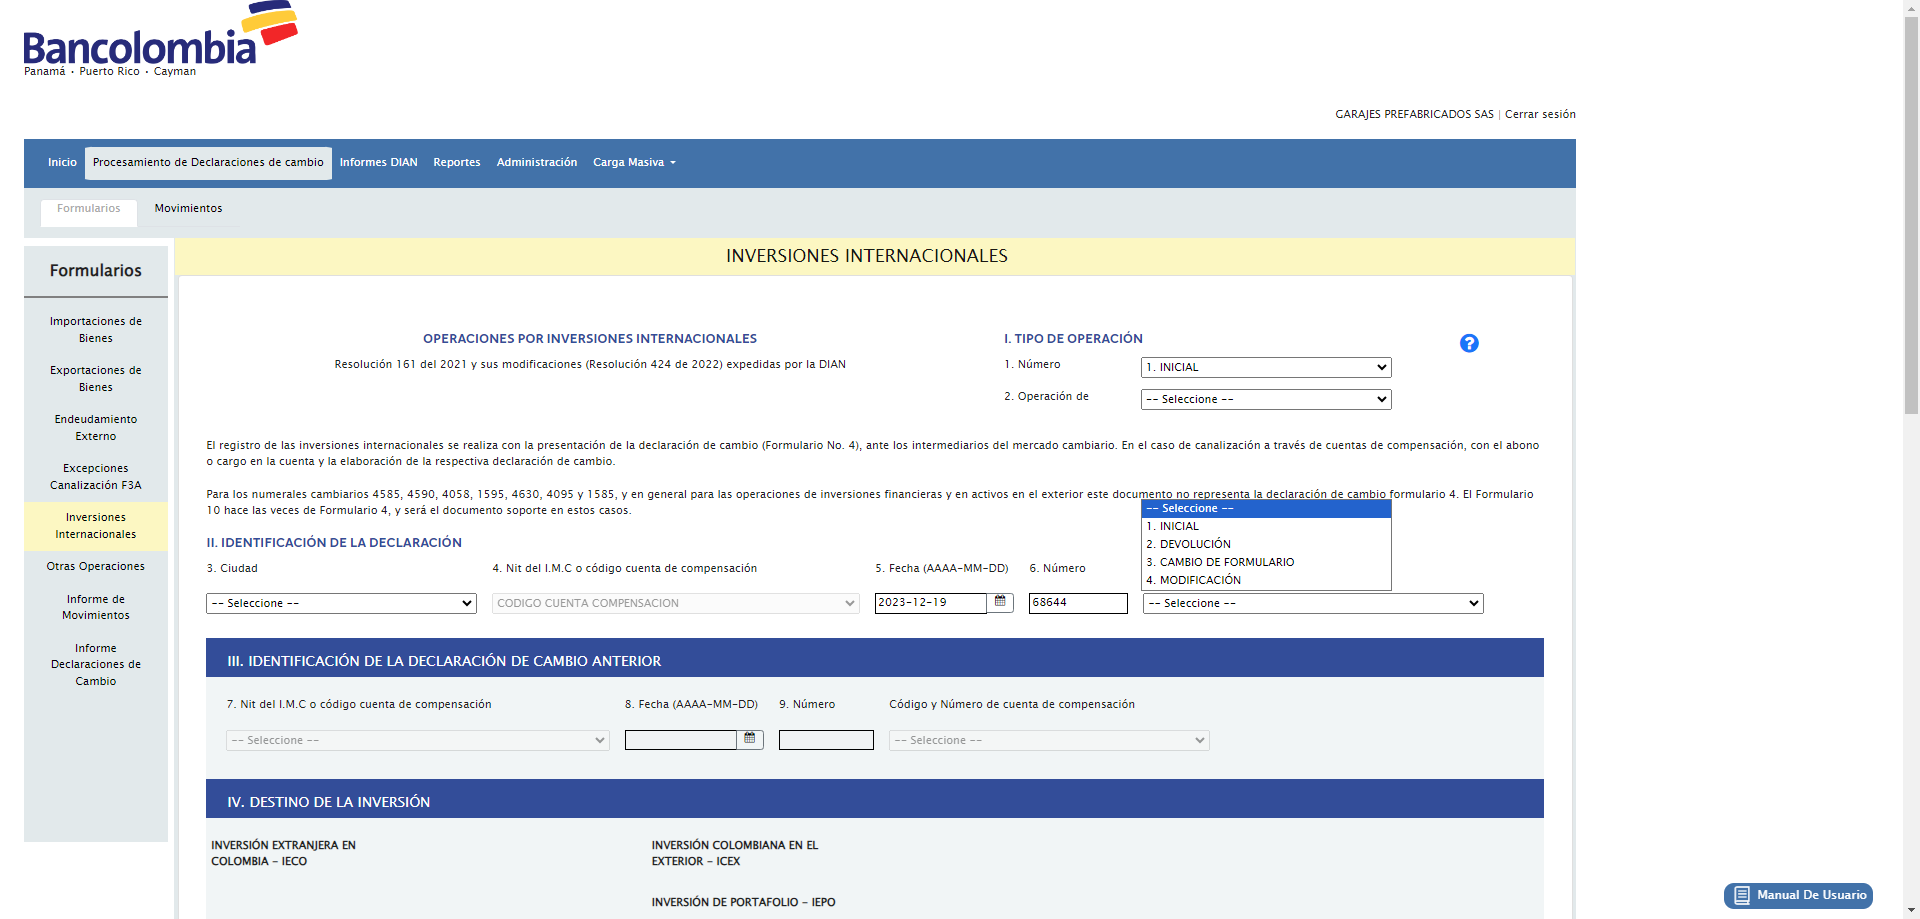 Bancolombia
Panamá · Puerto Rico · Cayman
GARAJES PREFABRICADOS SAS | Cerrar sesión
Inicio
Procesamiento de Declaraciones de cambio
Informes DIAN
Reportes
Administración
Carga Masiva
Formularios
Movimientos
Formularios
Importaciones de
Bienes
Exportaciones de
Bienes
Endeudamiento
Externo
Excepciones
Canalización F3A
Inversiones
Internacionales
Otras Operaciones
Informe de
Movimientos
Informe
Declaraciones de
Cambio
INVERSIONES INTERNACIONALES
OPERACIONES POR INVERSIONES INTERNACIONALES
Resolución 161 del 2021 y sus modificaciones (Resolución 424 de 2022) expedidas por la DIAN
I. TIPO DE OPERACIÓN
?
1. Número
1. INICIAL
2. Operación de
-- Seleccione --
El registro de las inversiones internacionales se realiza con la presentación de la declaración de cambio (Formulario No. 4), ante los intermediarios del mercado cambiario. En el caso de canalización a través de cuentas de compensación, con el abono
o cargo en la cuenta y la elaboración de la respectiva declaración de cambio.
Para los numerales cambiarios 4585, 4590, 4058, 1595, 4630, 4095 y 1585, y en general para las operaciones de inversiones financieras y en activos en el exterior este documento no representa la declaración de cambio formulario 4. El Formulario
10 hace las veces de Formulario 4, y será el documento soporte en estos casos.
-- Seleccione --
1. INICIAL
2. DEVOLUCIÓN
3. CAMBIO DE FORMULARIO
4. MODIFICACIÓN
II. IDENTIFICACIÓN DE LA DECLARACIÓN
3. Ciudad
4. Nit del I.M.C o código cuenta de compensación
5. Fecha (AAAA-MM-DD)
6. Número
-- Seleccione --
CODIGO CUENTA COMPENSACION
2023-12-19
68644
-- Seleccione --
III. IDENTIFICACIÓN DE LA DECLARACIÓN DE CAMBIO ANTERIOR
7. Nit del I.M.C o código cuenta de compensación
8. Fecha (AAAA-MM-DD)
9. Número
Código y Número de cuenta de compensación
-- Seleccione --
-- Seleccione --
IV. DESTINO DE LA INVERSIÓN
INVERSIÓN EXTRANJERA EN
COLOMBIA - IECO
INVERSIÓN COLOMBIANA EN EL
EXTERIOR - ICEX
INVERSIÓN DE PORTAFOLIO - IEPO
Manual De Usuario